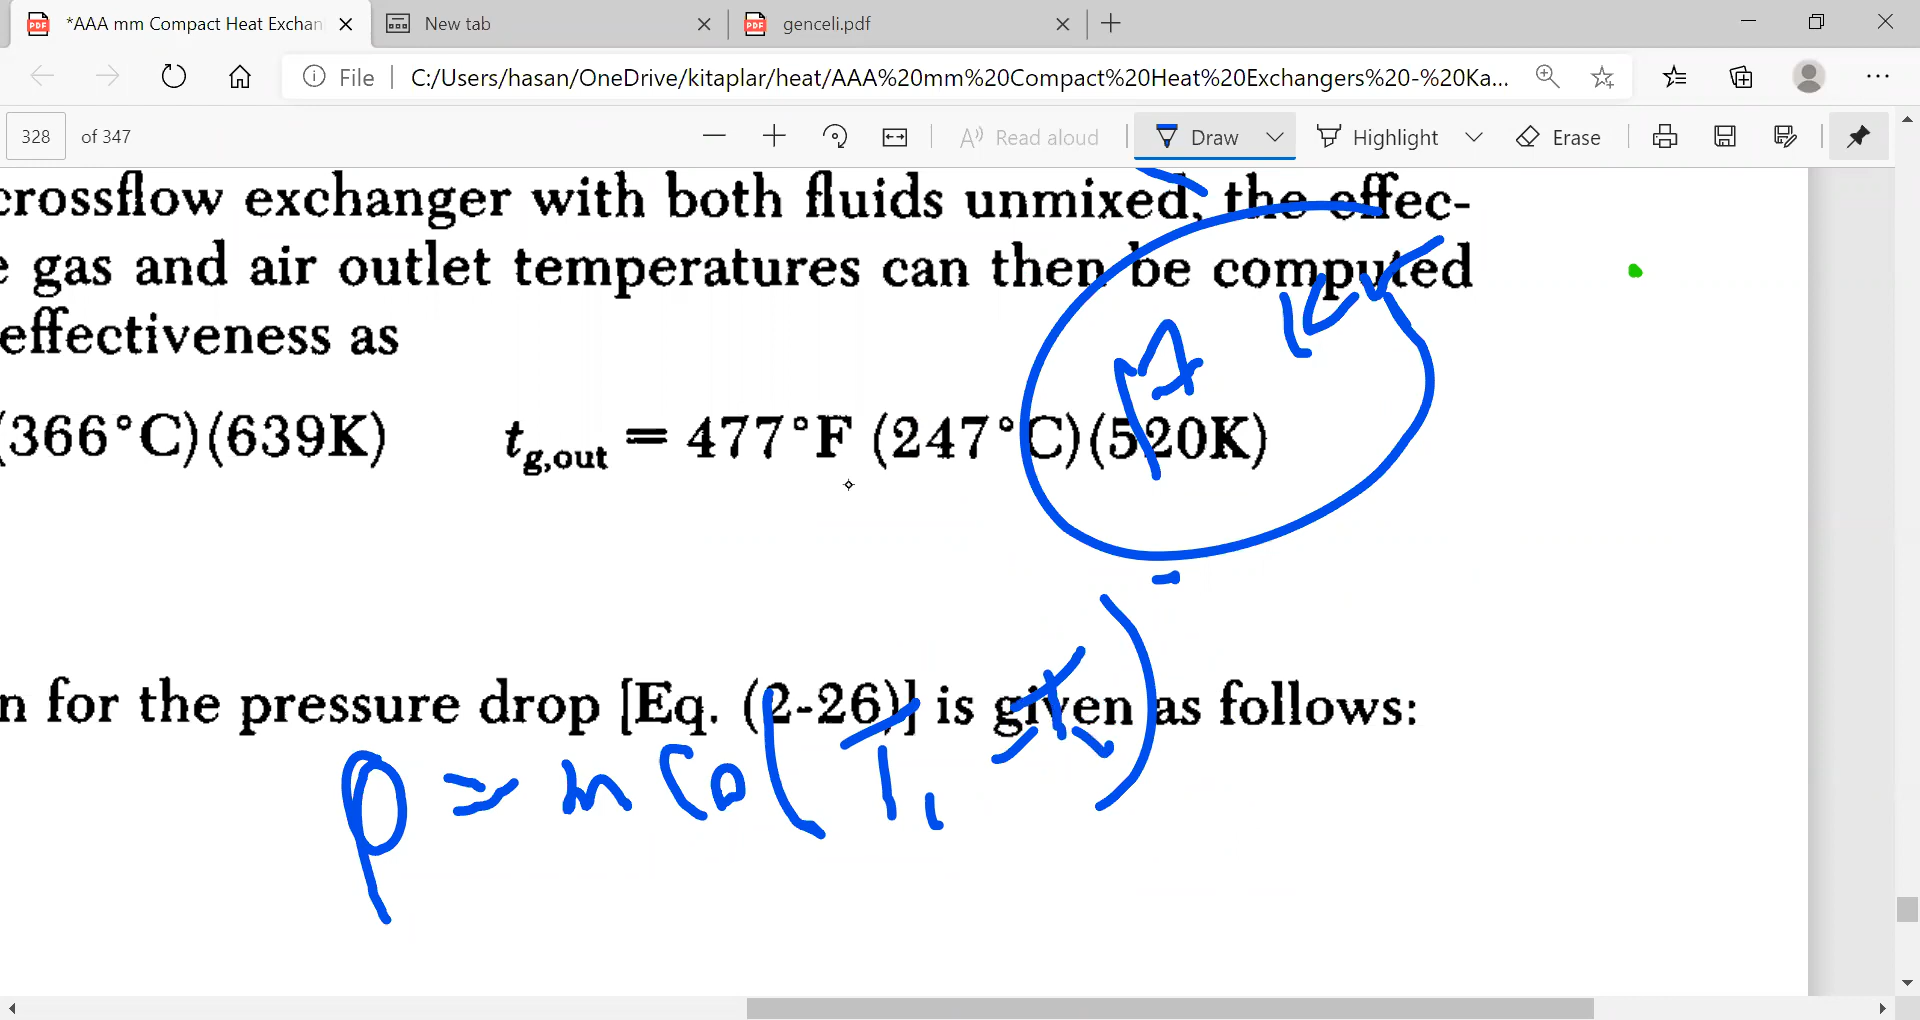 *AAA mm Compact Heat Exchan
New tab
genceli.pdf
File
C:/Users/hasan/OneDrive/kitaplar/heat/AAA%20mm%20Compact%20Heat%20Exchangers%20-%20Ka...
328 of 347
Read aloud
Draw
Highlight
Erase
crossflow exchanger with both fluids unmixed, the effec-
e gas and air outlet temperatures can then be computed
effectiveness as
(366°C)(639K) t_g,out = 477°F (247°C)(520K)
n for the pressure drop [Eq. (2-26)] is given as follows: